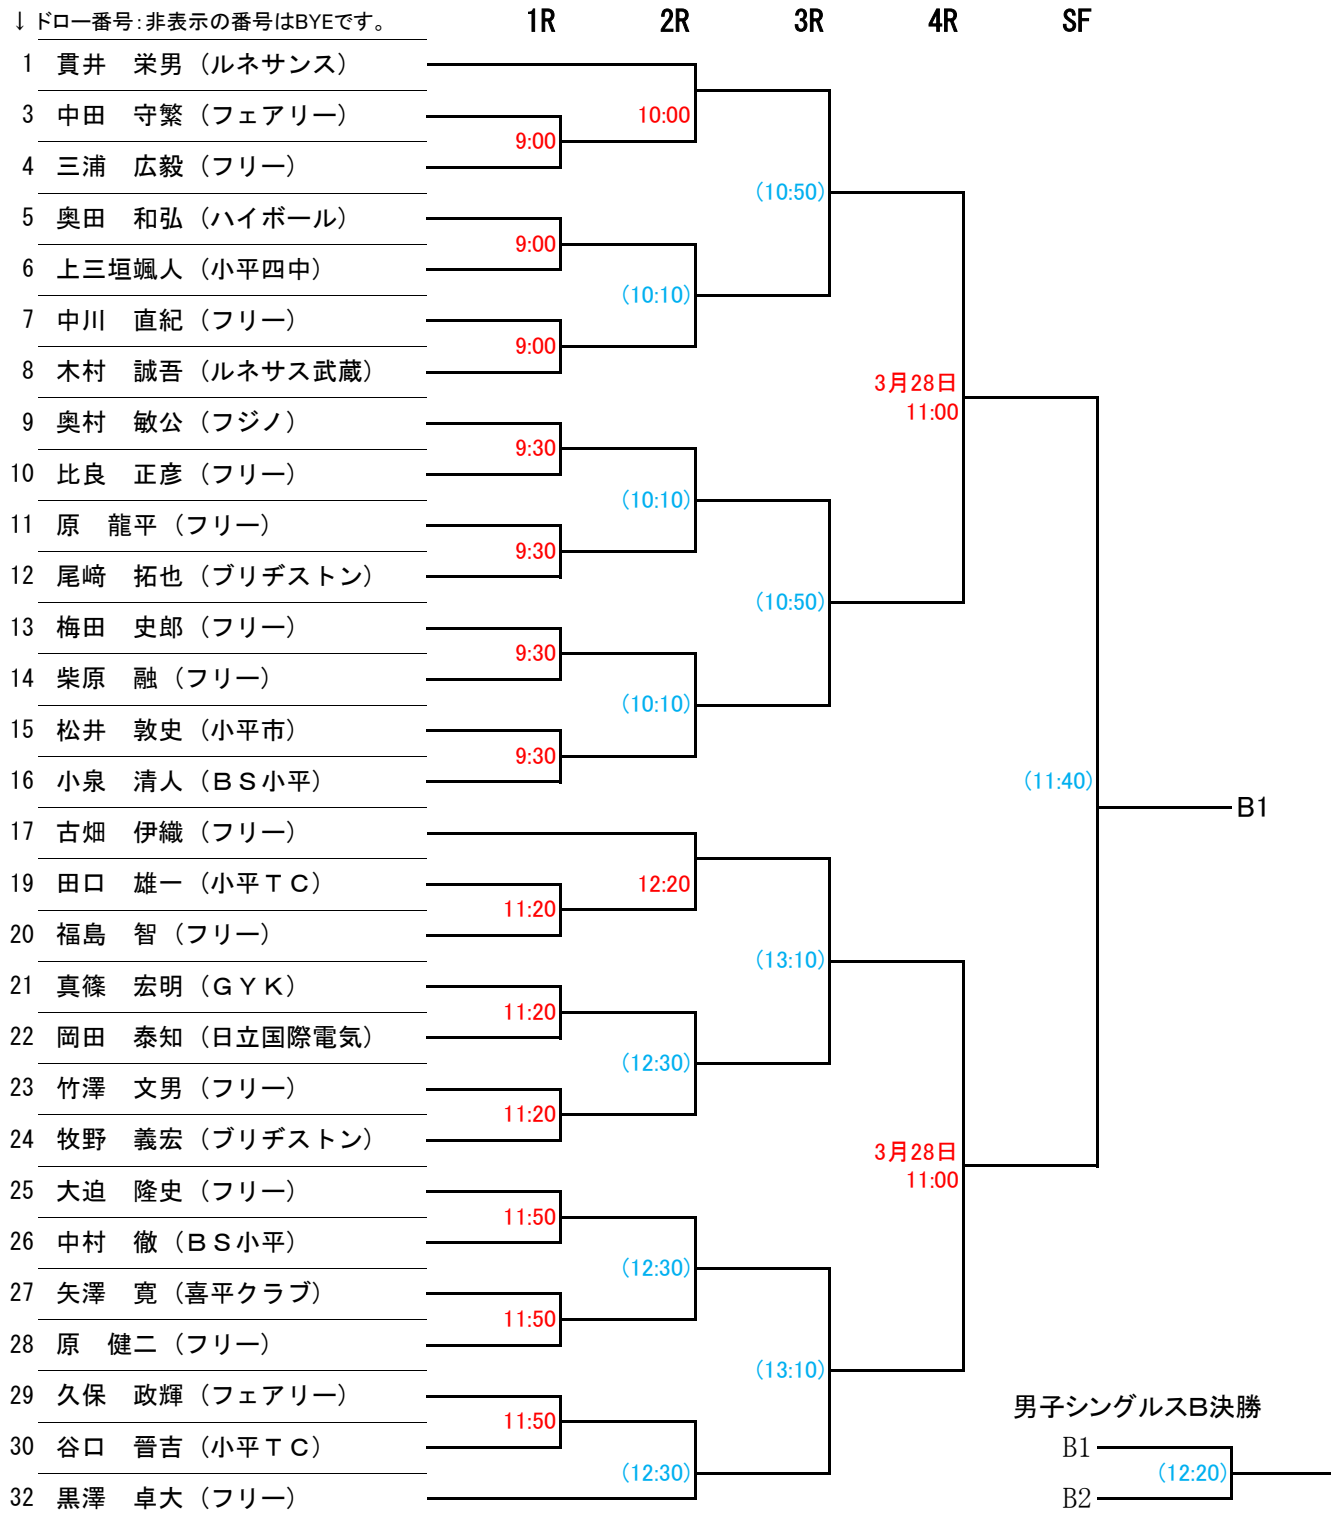 ↓ドロー番号：非表示の番号はBYEです。 1R 2R 3R 4R SF
1 貫井　栄男（ルネサンス）
3 中田　守繁（フェアリー） 10:00
9:00
4 三浦　広毅（フリー）
(10:50)
5 奥田　和弘（ハイボール）
9:00
6 上三垣颯人（小平四中）
(10:10)
7 中川　直紀（フリー）
9:00
8 木村　誠吾（ルネサス武蔵）
3月28日
11:00
9 奥村　敏公（フジノ）
9:30
10 比良　正彦（フリー）
(10:10)
11 原　龍平（フリー）
9:30
12 尾﨑　拓也（ブリヂストン）
(10:50)
13 梅田　史郎（フリー）
9:30
14 柴原　融（フリー）
(10:10)
15 松井　敦史（小平市）
9:30
16 小泉　清人（ＢＳ小平） (11:40)
B1
17 古畑　伊織（フリー）
19 田口　雄一（小平ＴＣ） 12:20
11:20
20 福島　智（フリー）
(13:10)
21 真篠　宏明（ＧＹＫ）
11:20
22 岡田　泰知（日立国際電気）
(12:30)
23 竹澤　文男（フリー）
11:20
24 牧野　義宏（ブリヂストン）
3月28日
11:00
25 大迫　隆史（フリー）
11:50
26 中村　徹（ＢＳ小平）
(12:30)
27 矢澤　寛（喜平クラブ）
11:50
28 原　健二（フリー）
(13:10)
29 久保　政輝（フェアリー）
男子シングルスB決勝
11:50
30 谷口　晉吉（小平ＴＣ） B1
(12:30) (12:20)
32 黒澤　卓大（フリー） B2